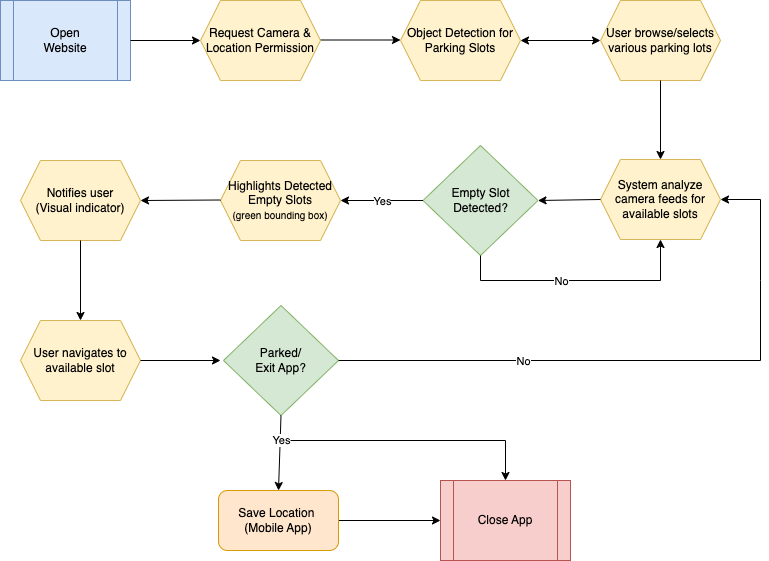 Open
Website
Request Camera &
Location Permission
Object Detection for
Parking Slots
User browse/selects
various parking lots
Notifies user
(Visual indicator)
Highlights Detected
Empty Slots
(green bounding box)
Yes
Empty Slot
Detected?
System analyze
camera feeds for
available slots
No
User navigates to
available slot
Parked/
Exit App?
No
Yes
Save Location
(Mobile App)
Close App